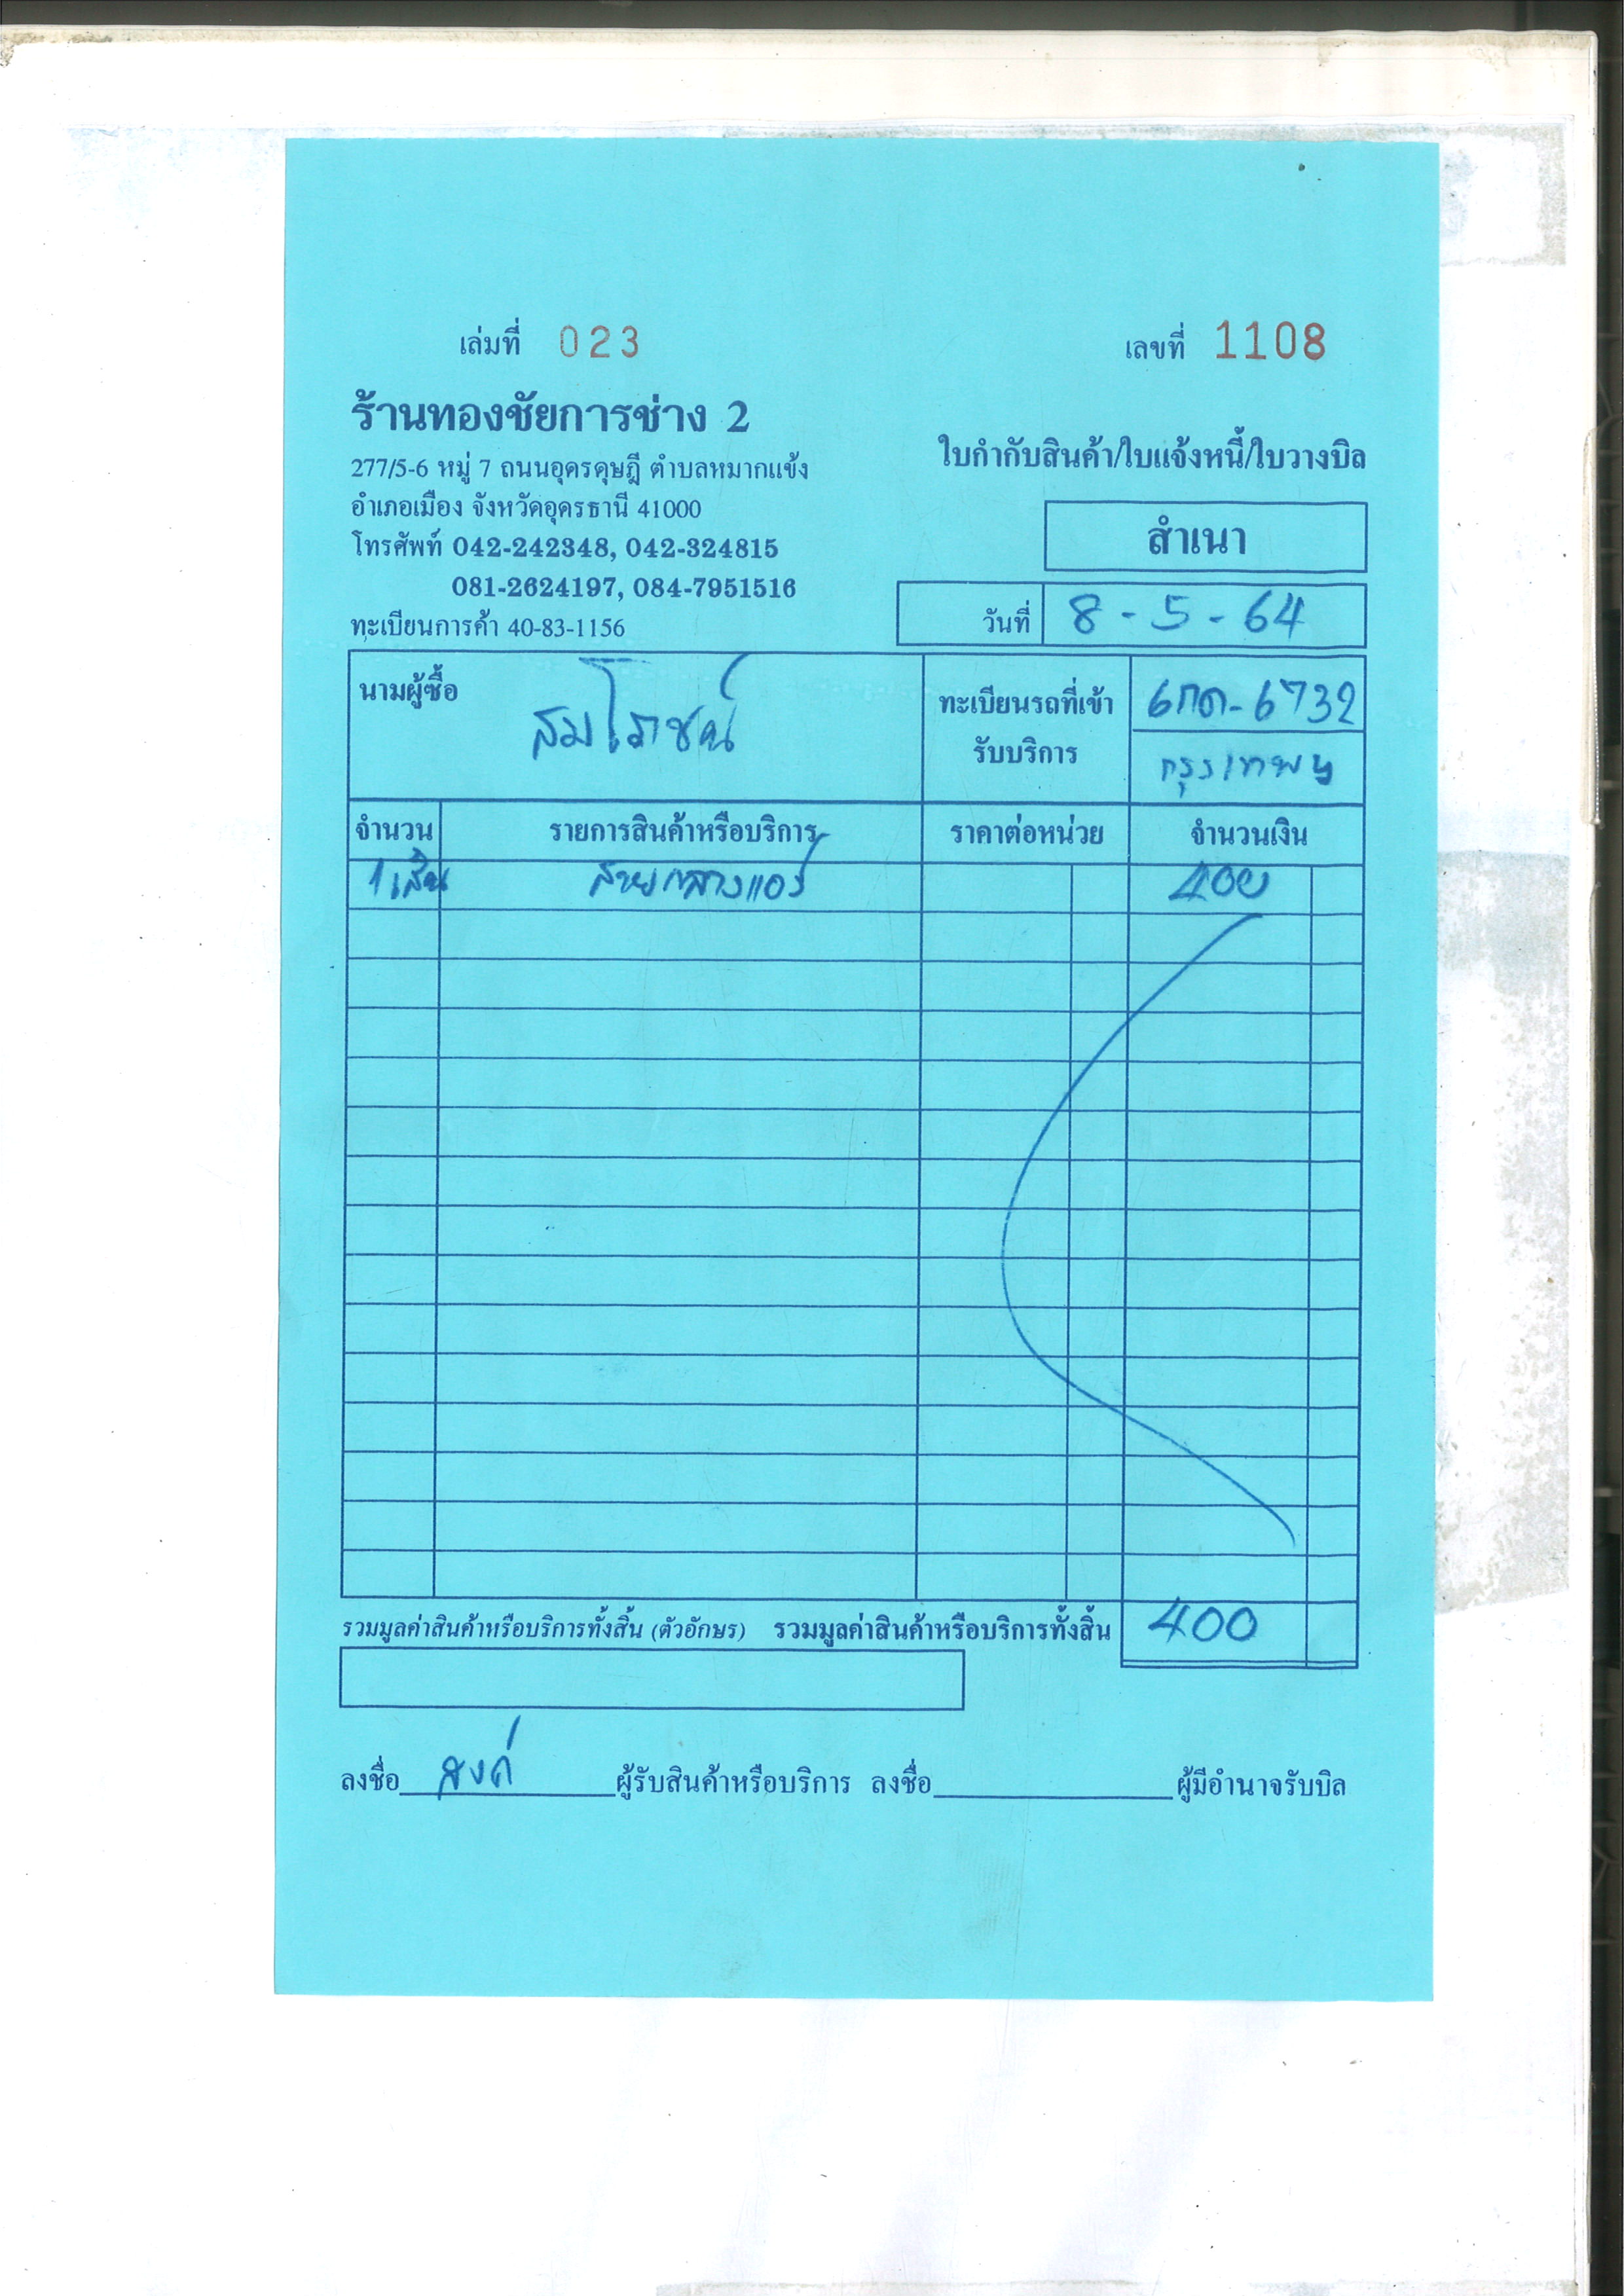 เล่มที่ 023
เลขที่ 1108
ร้านทองชัยการช่าง 2
277/5-6 หมู่ 7 ถนนอุดรดุษฎี ตำบลหมากแข้ง
อำเภอเมือง จังหวัดอุดรธานี 41000
โทรศัพท์ 042-242348, 042-324815
081-2624197, 084-7951516
ทะเบียนการค้า 40-83-1156
ใบกำกับสินค้า/ใบแจ้งหนี้/ใบวางบิล
สำเนา
วันที่ 8-5-64
นามผู้ซื้อ สมโภชน์
ทะเบียนรถที่เข้า 6กด-6732
รับบริการ กรุงเทพฯ
จำนวน รายการสินค้าหรือบริการ ราคาต่อหน่วย จำนวนเงิน
1 เส้น สายกลางแอร์ 400
รวมมูลค่าสินค้าหรือบริการทั้งสิ้น (ตัวอักษร) รวมมูลค่าสินค้าหรือบริการทั้งสิ้น 400
ลงชื่อ ผู้รับสินค้าหรือบริการ ลงชื่อ ผู้มีอำนาจรับบิล